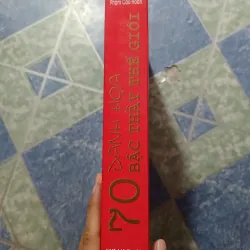 Phạm Cao Hoàn
70 DANH HỌA
BẬC THẦY THẾ GIỚI